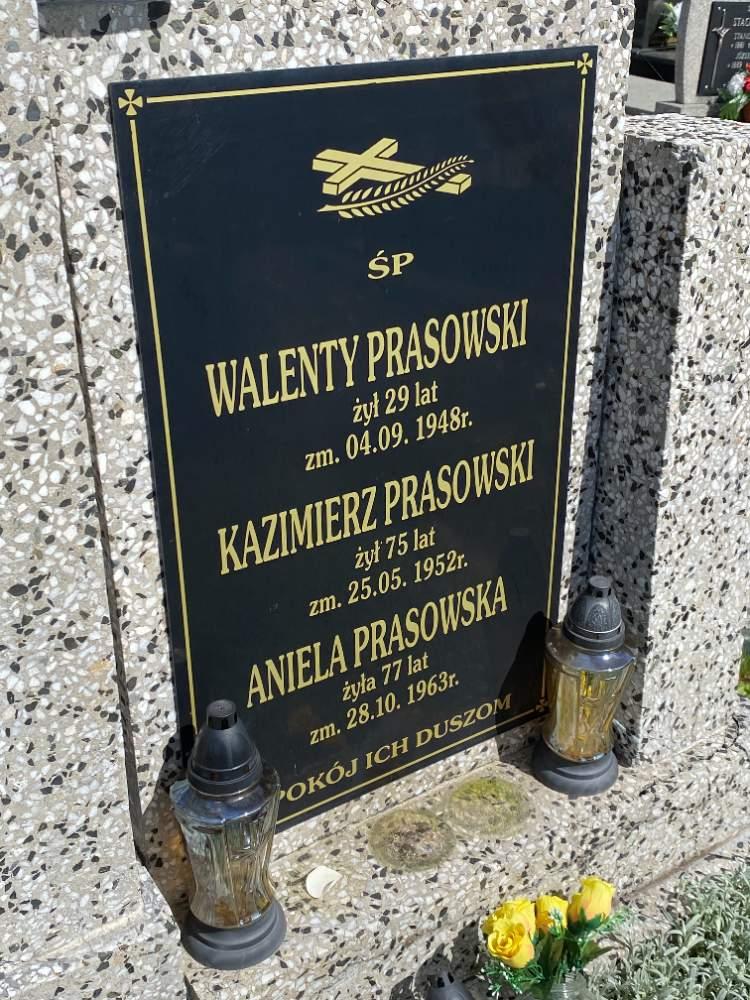 ŚP
WALENTY PRASOWSKI
żył 29 lat
zm. 04.09. 1948r.
KAZIMIERZ PRASOWSKI
żył 75 lat
zm. 25.05. 1952r.
ANIELA PRASOWSKA
żyła 77 lat
zm. 28.10. 1963r.
POKÓJ ICH DUSZOM